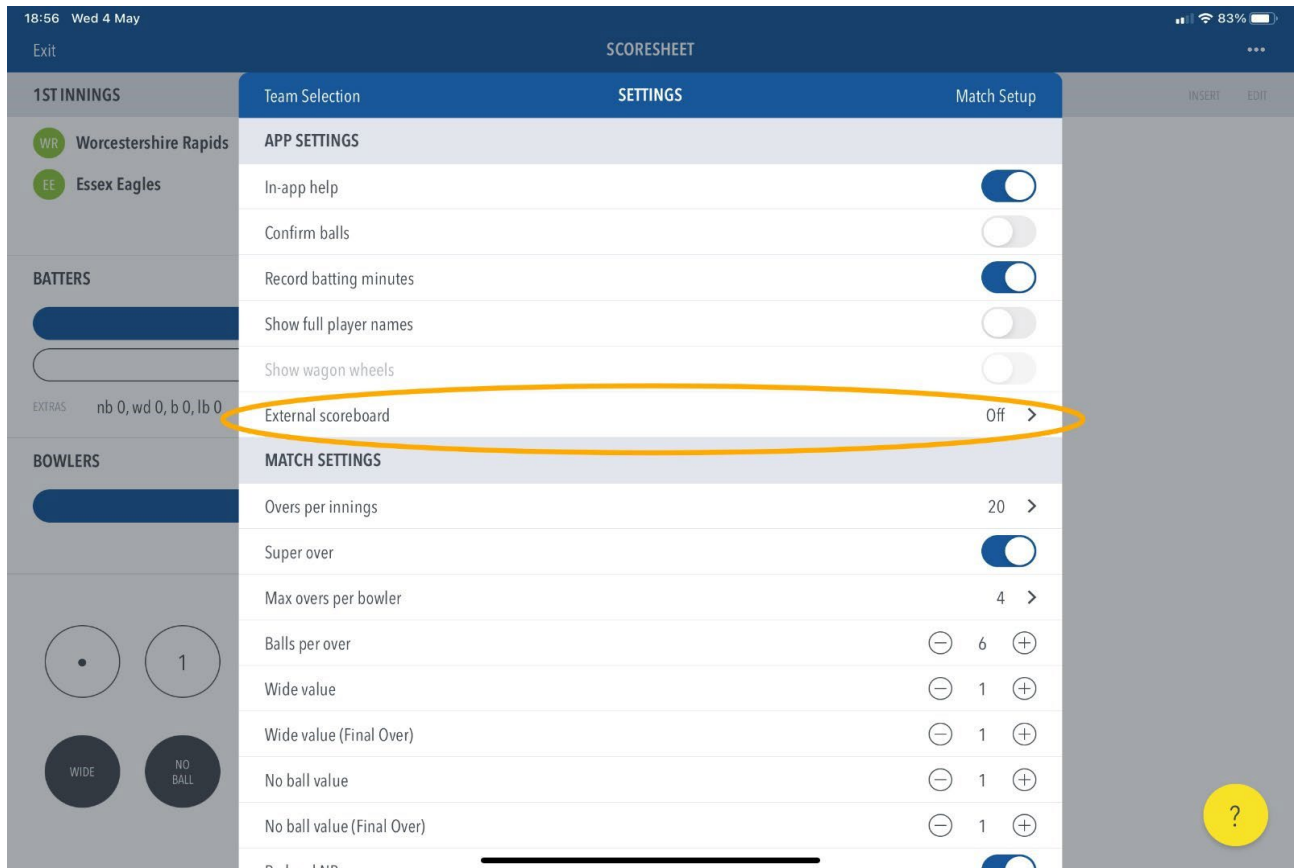 18:56 Wed 4 May
83%
Exit
SCORESHEET
1ST INNINGS
Team Selection
SETTINGS
Match Setup
INSERT EDIT
WR Worcestershire Rapids
EE Essex Eagles
APP SETTINGS
In-app help
Confirm balls
BATTERS
Record batting minutes
Show full player names
Show wagon wheels
EXTRAS nb 0, wd 0, b 0, lb 0
External scoreboard Off >
BOWLERS
MATCH SETTINGS
Overs per innings 20 >
Super over
Max overs per bowler 4 >
Balls per over 6
1
Wide value 1
Wide value (Final Over) 1
WIDE
NO
BALL
No ball value 1
No ball value (Final Over) 1
?